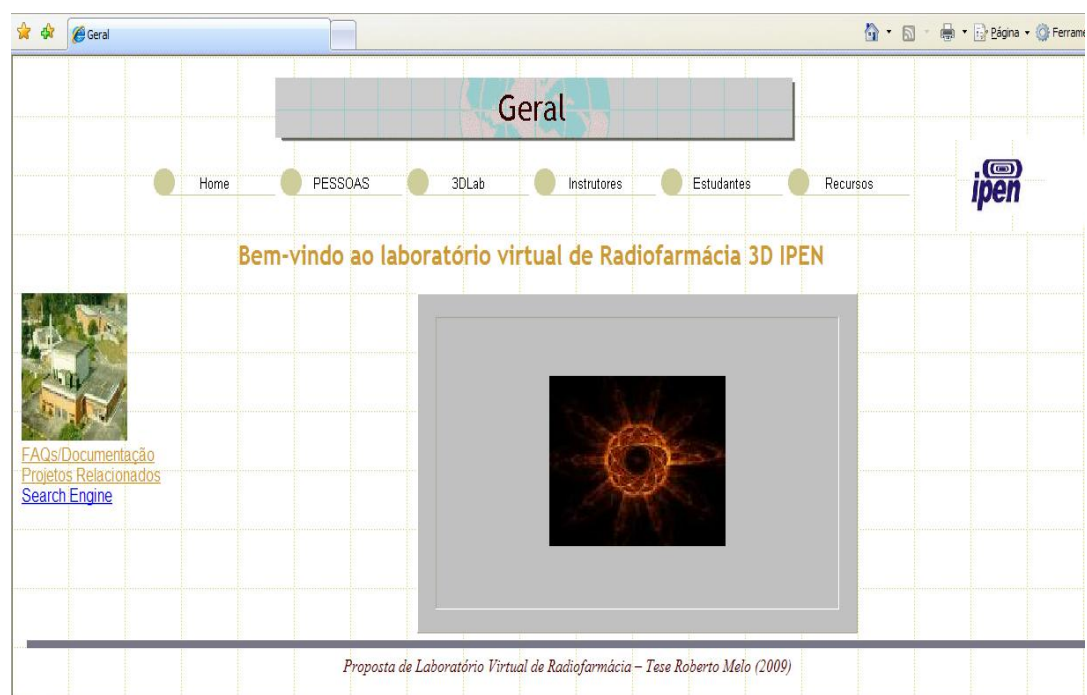 Geral
Página
Geral
Home PESSOAS 3DLab Instrutores Estudantes Recursos
ipen
Bem-vindo ao laboratório virtual de Radiofarmácia 3D IPEN
FAQs/Documentação
Projetos Relacionados
Search Engine
Proposta de Laboratório Virtual de Radiofarmácia – Tese Roberto Melo (2009)